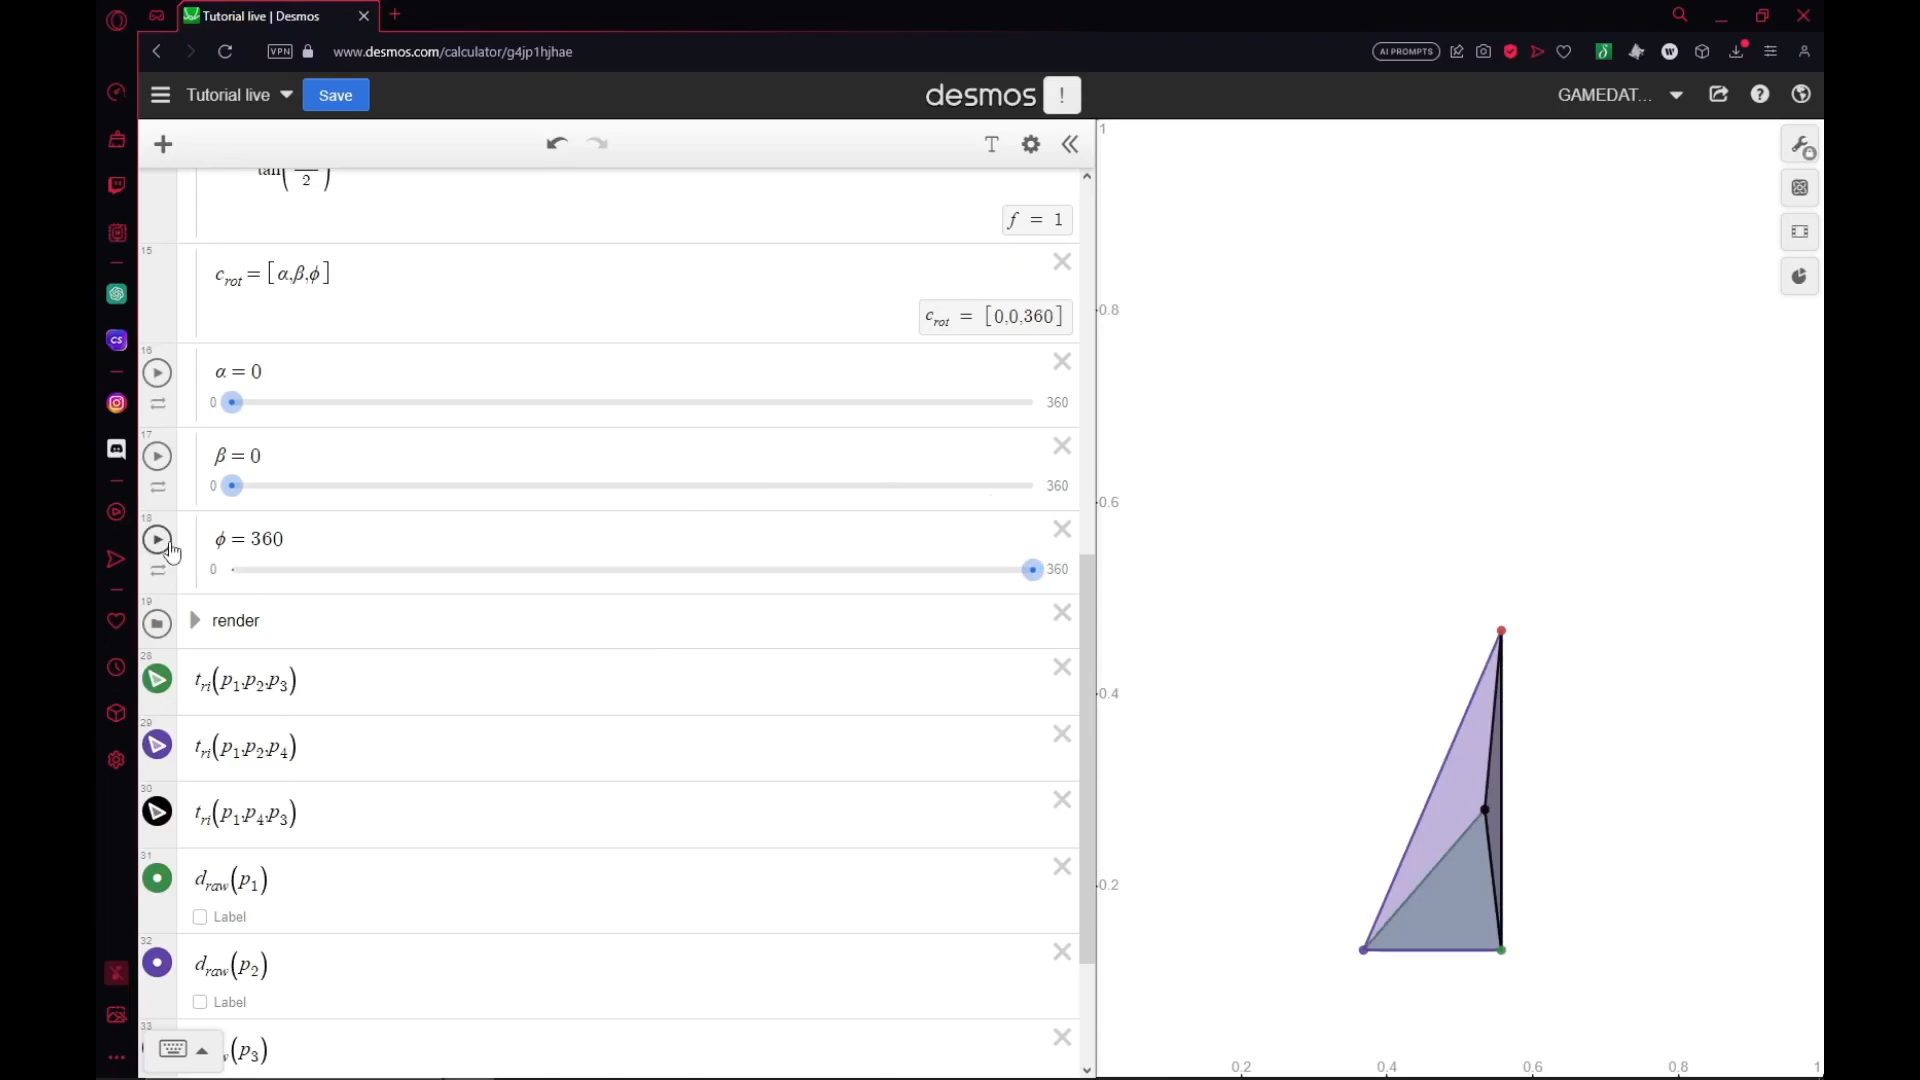 Tutorial live | Desmos
VPN
www.desmos.com/calculator/g4jp1hjhae
AI PROMPTS
Tutorial live
Save
desmos
!
GAMEDAT...
tan(
2
)
f = 1
15
c_rot = [α,β,ϕ]
c_rot = [0,0,360]
16
α = 0
0
360
17
β = 0
0
360
18
ϕ = 360
0
360
19
render
28
t_ri(p_1,p_2,p_3)
29
t_ri(p_1,p_2,p_4)
30
t_ri(p_1,p_4,p_3)
31
d_raw(p_1)
Label
32
d_raw(p_2)
Label
33
(p_3)
1
0.8
0.6
0.4
0.2
0.2
0.4
0.6
0.8
1
CS